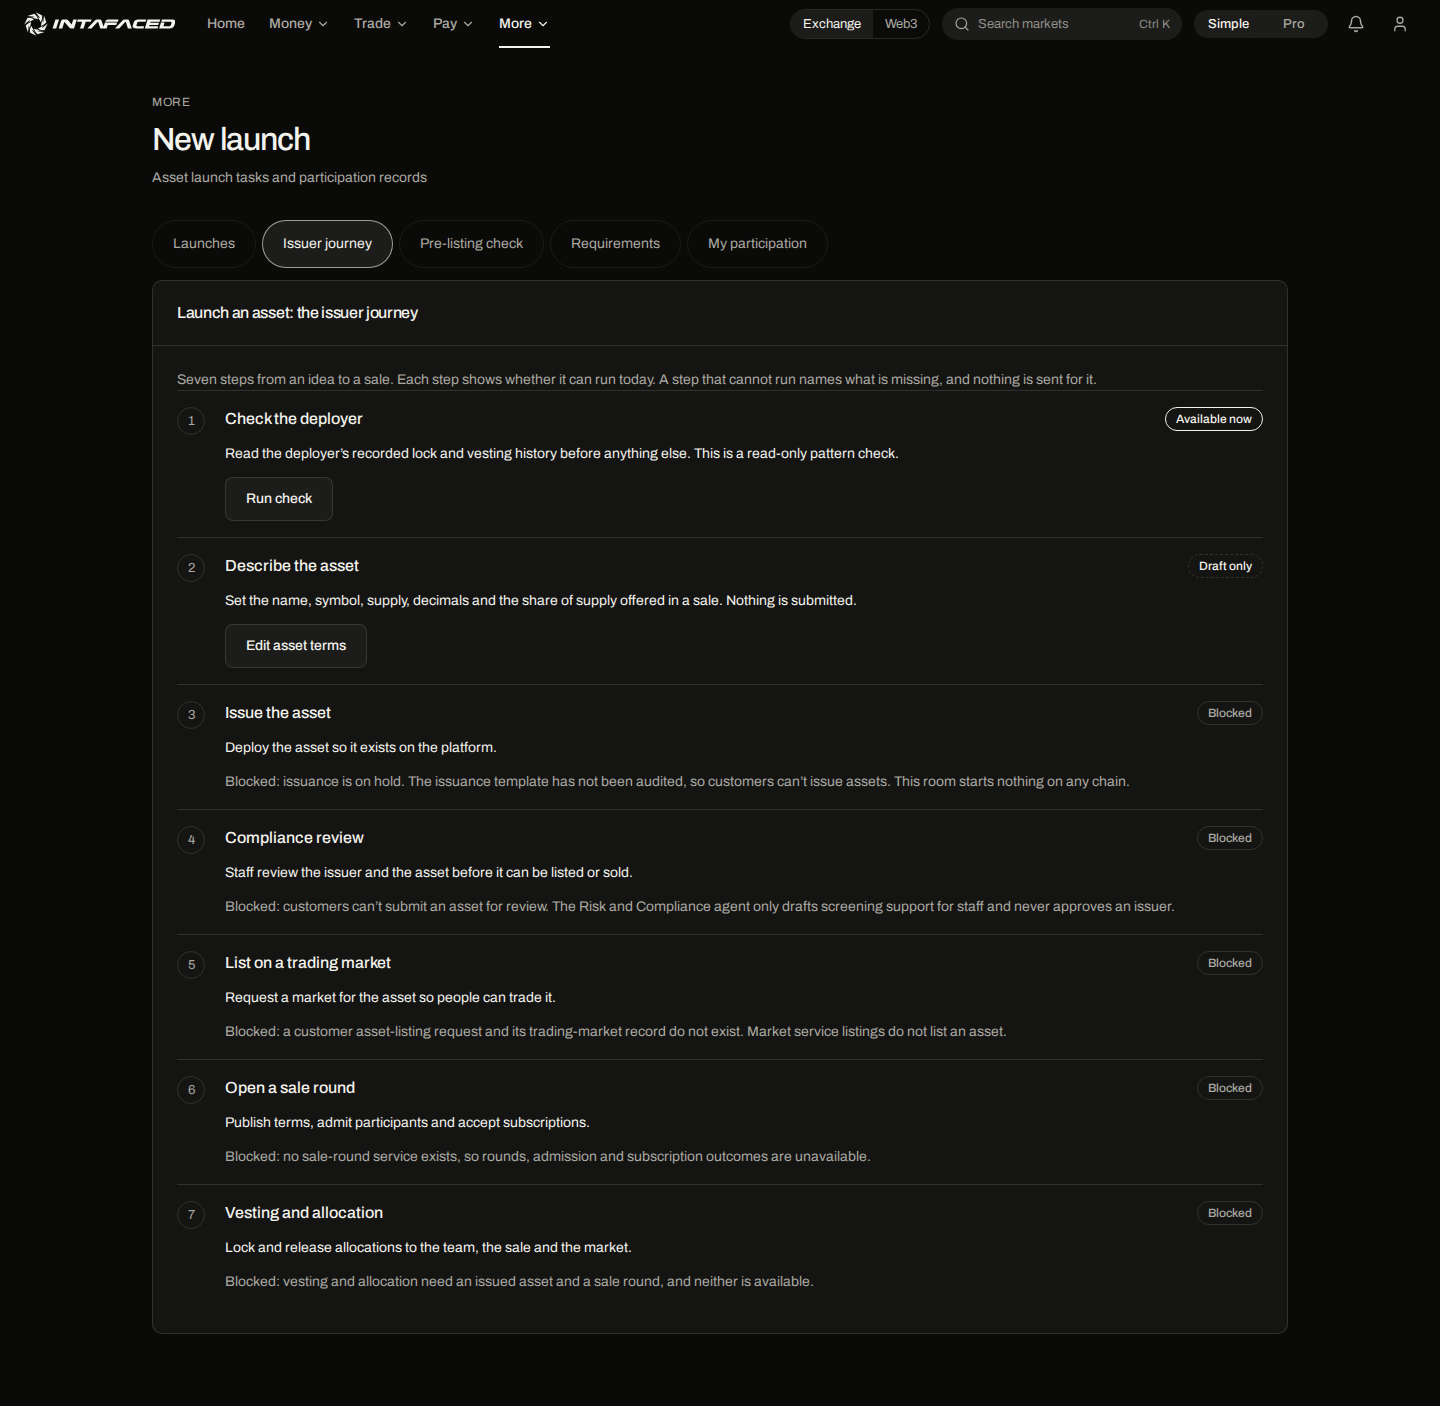 INTAFACED
Home
Money
Trade
Pay
More
Exchange
Web3
Search markets
Ctrl K
Simple
Pro
MORE
New launch
Asset launch tasks and participation records
Launches
Issuer journey
Pre-listing check
Requirements
My participation
Launch an asset: the issuer journey
Seven steps from an idea to a sale. Each step shows whether it can run today. A step that cannot run names what is missing, and nothing is sent for it.
1
Check the deployer
Available now
Read the deployer’s recorded lock and vesting history before anything else. This is a read-only pattern check.
Run check
2
Describe the asset
Draft only
Set the name, symbol, supply, decimals and the share of supply offered in a sale. Nothing is submitted.
Edit asset terms
3
Issue the asset
Blocked
Deploy the asset so it exists on the platform.
Blocked: issuance is on hold. The issuance template has not been audited, so customers can’t issue assets. This room starts nothing on any chain.
4
Compliance review
Blocked
Staff review the issuer and the asset before it can be listed or sold.
Blocked: customers can’t submit an asset for review. The Risk and Compliance agent only drafts screening support for staff and never approves an issuer.
5
List on a trading market
Blocked
Request a market for the asset so people can trade it.
Blocked: a customer asset-listing request and its trading-market record do not exist. Market service listings do not list an asset.
6
Open a sale round
Blocked
Publish terms, admit participants and accept subscriptions.
Blocked: no sale-round service exists, so rounds, admission and subscription outcomes are unavailable.
7
Vesting and allocation
Blocked
Lock and release allocations to the team, the sale and the market.
Blocked: vesting and allocation need an issued asset and a sale round, and neither is available.